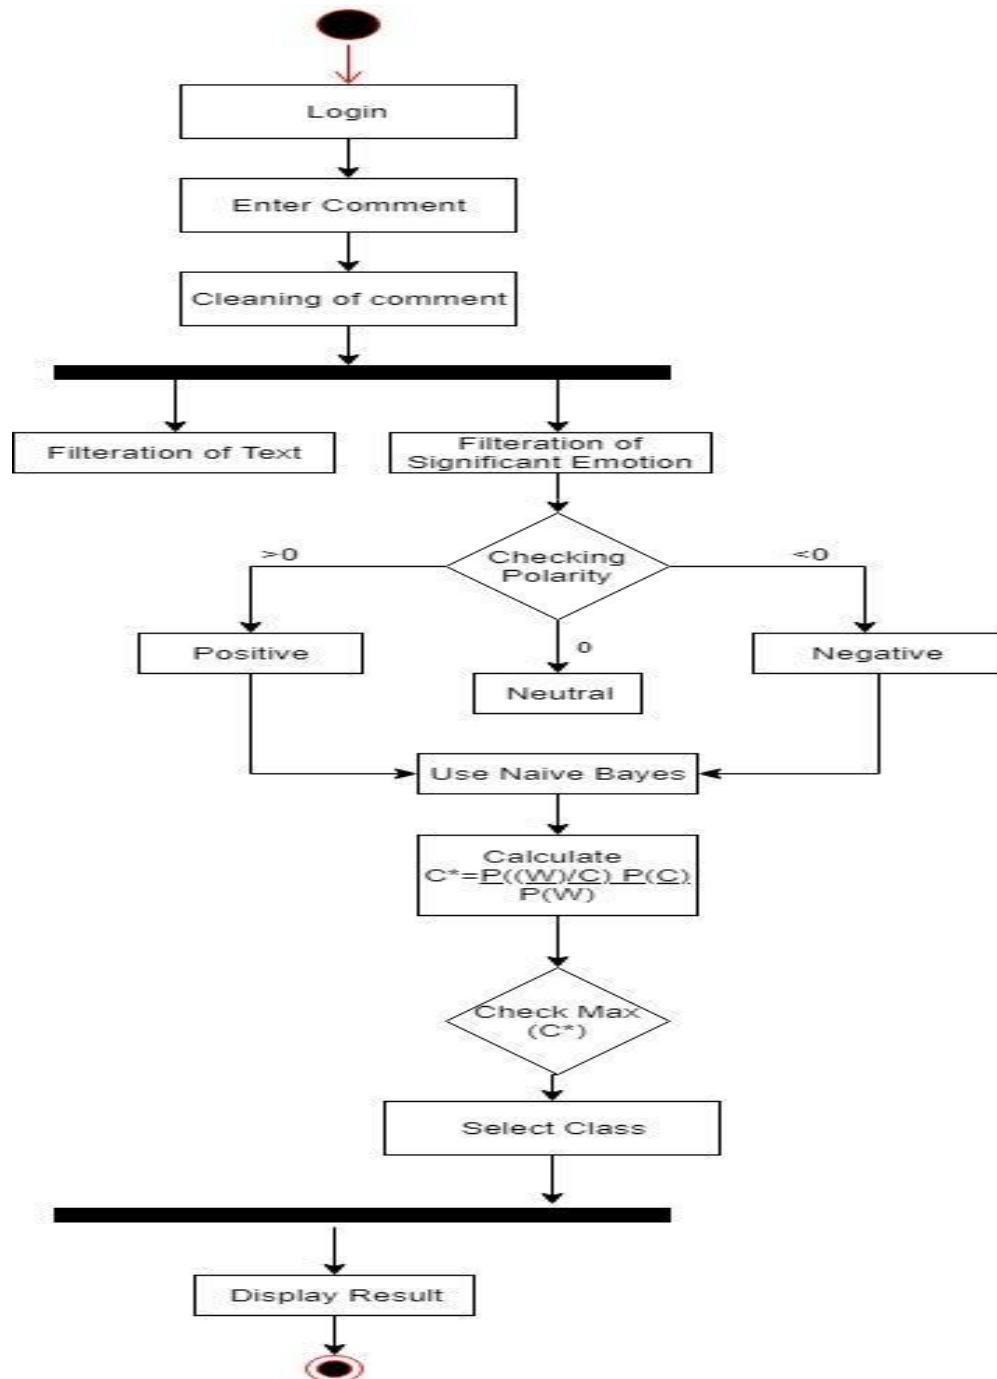 Login
Enter Comment
Cleaning of comment
Filteration of Text
Filteration of
Significant Emotion
Checking
Polarity
>0
<0
0
Positive
Negative
Neutral
Use Naive Bayes
Calculate
C*=P((W)/C) P(C)
P(W)
Check Max
(C*)
Select Class
Display Result